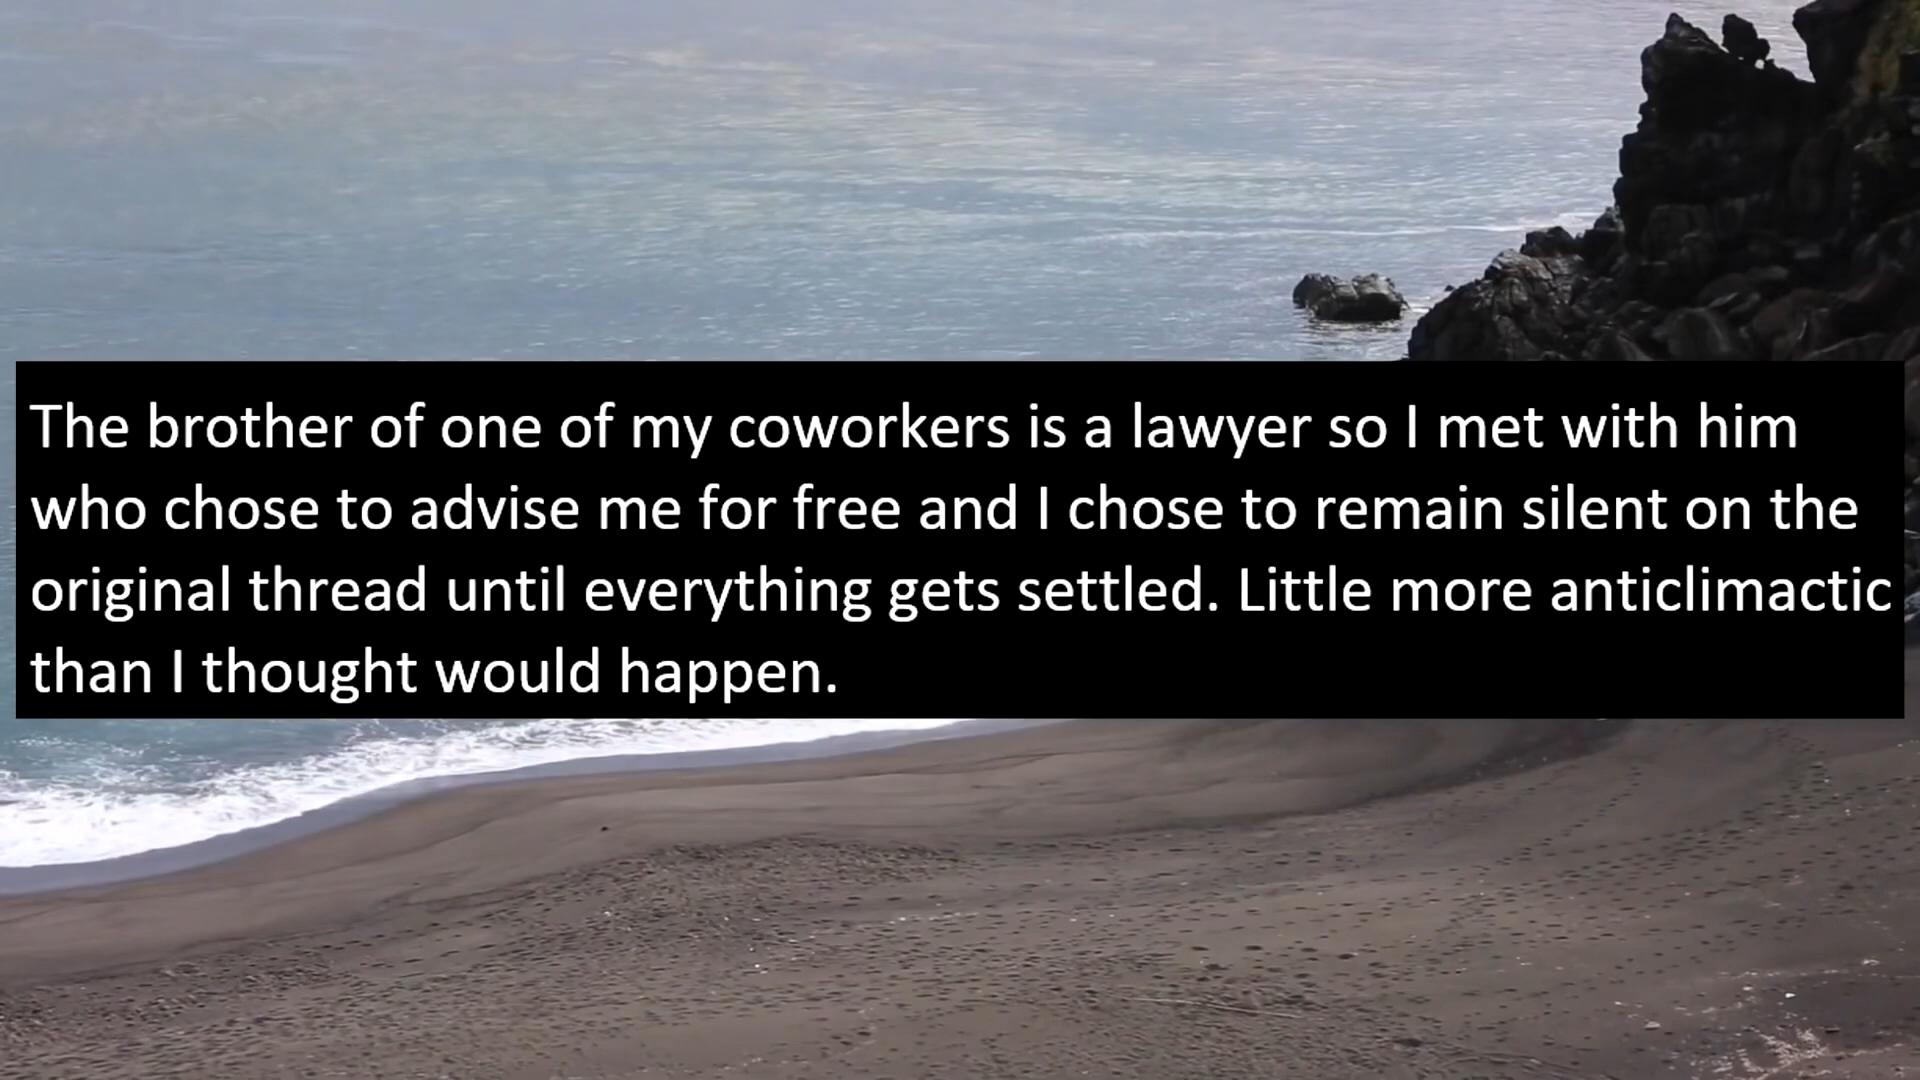 The brother of one of my coworkers is a lawyer so I met with him
who chose to advise me for free and I chose to remain silent on the
original thread until everything gets settled. Little more anticlimactic
than I thought would happen.